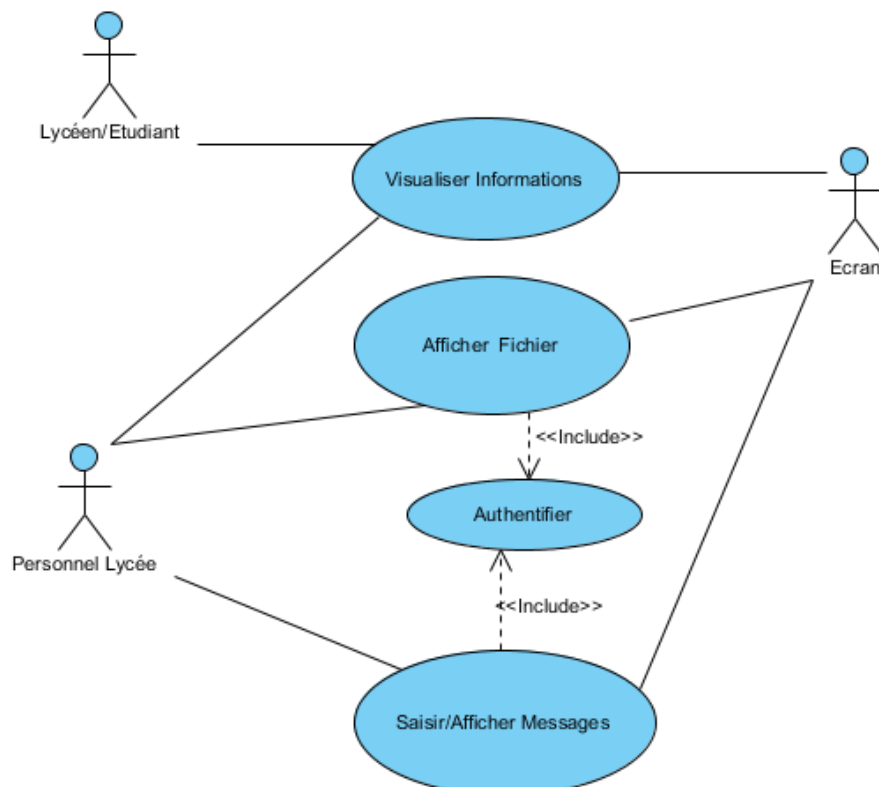 Lycéen/Etudiant
Visualiser Informations
Ecran
Afficher Fichier
<<Include>>
Authentifier
Personnel Lycée
<<Include>>
Saisir/Afficher Messages